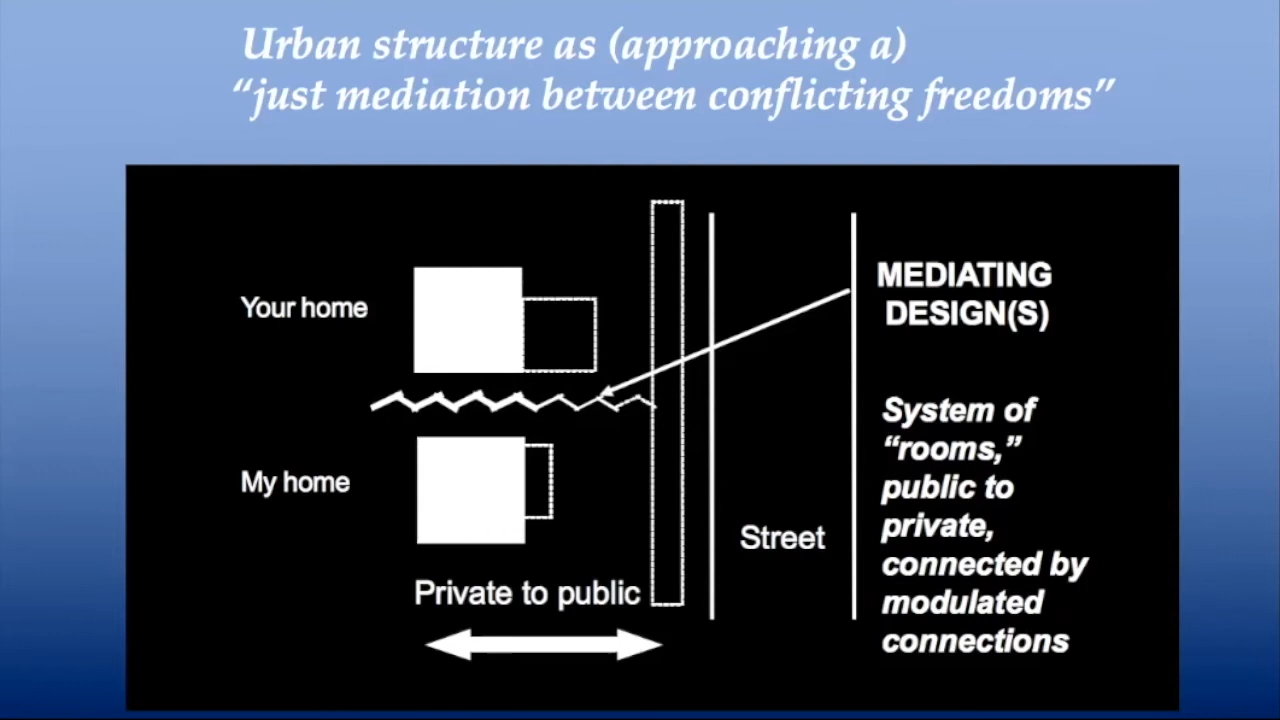 Urban structure as (approaching a)
“just mediation between conflicting freedoms”
MEDIATING
DESIGN(S)
Your home
System of
“rooms,”
public to
private,
connected by
modulated
connections
My home
Street
Private to public